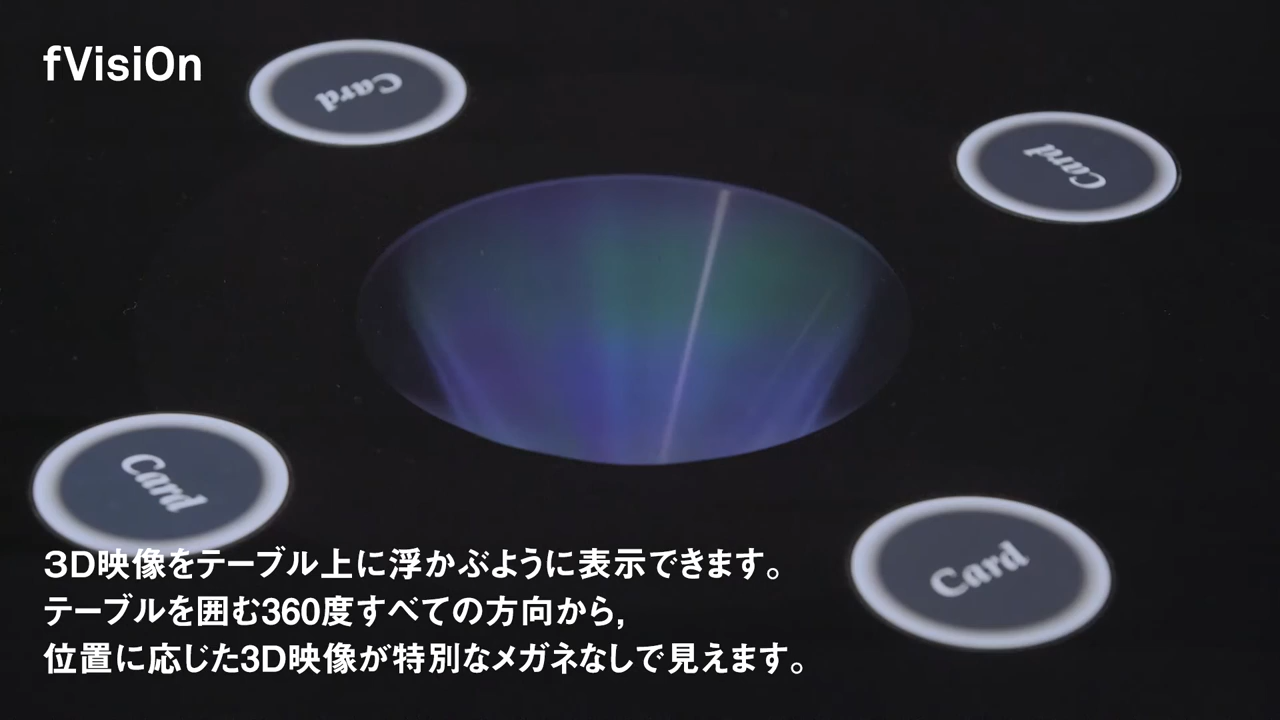 fVisiOn
Card
Card
Card
Card
3D映像をテーブル上に浮かぶように表示できます。
テーブルを囲む360度すべての方向から,
位置に応じた3D映像が特別なメガネなしで見えます。